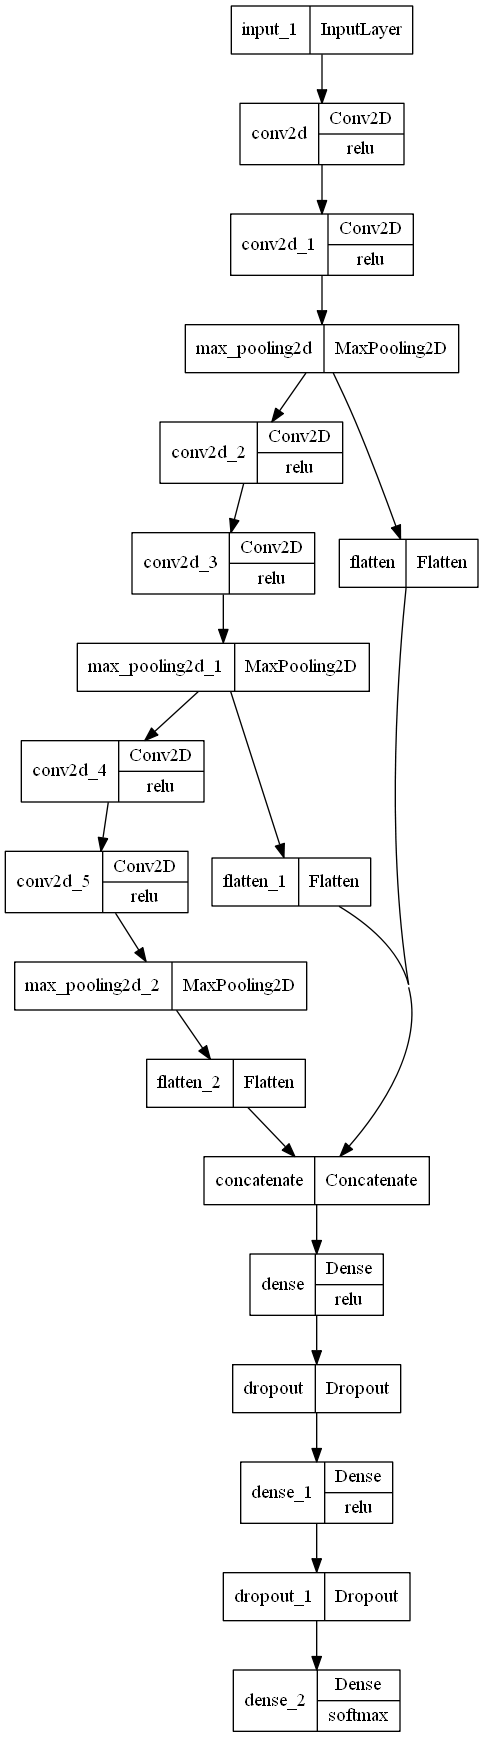 input_1 InputLayer
conv2d Conv2D
relu
conv2d_1 Conv2D
relu
max_pooling2d MaxPooling2D
conv2d_2 Conv2D
relu
conv2d_3 Conv2D
relu
flatten Flatten
max_pooling2d_1 MaxPooling2D
conv2d_4 Conv2D
relu
conv2d_5 Conv2D
relu
flatten_1 Flatten
max_pooling2d_2 MaxPooling2D
flatten_2 Flatten
concatenate Concatenate
dense Dense
relu
dropout Dropout
dense_1 Dense
relu
dropout_1 Dropout
dense_2 Dense
softmax